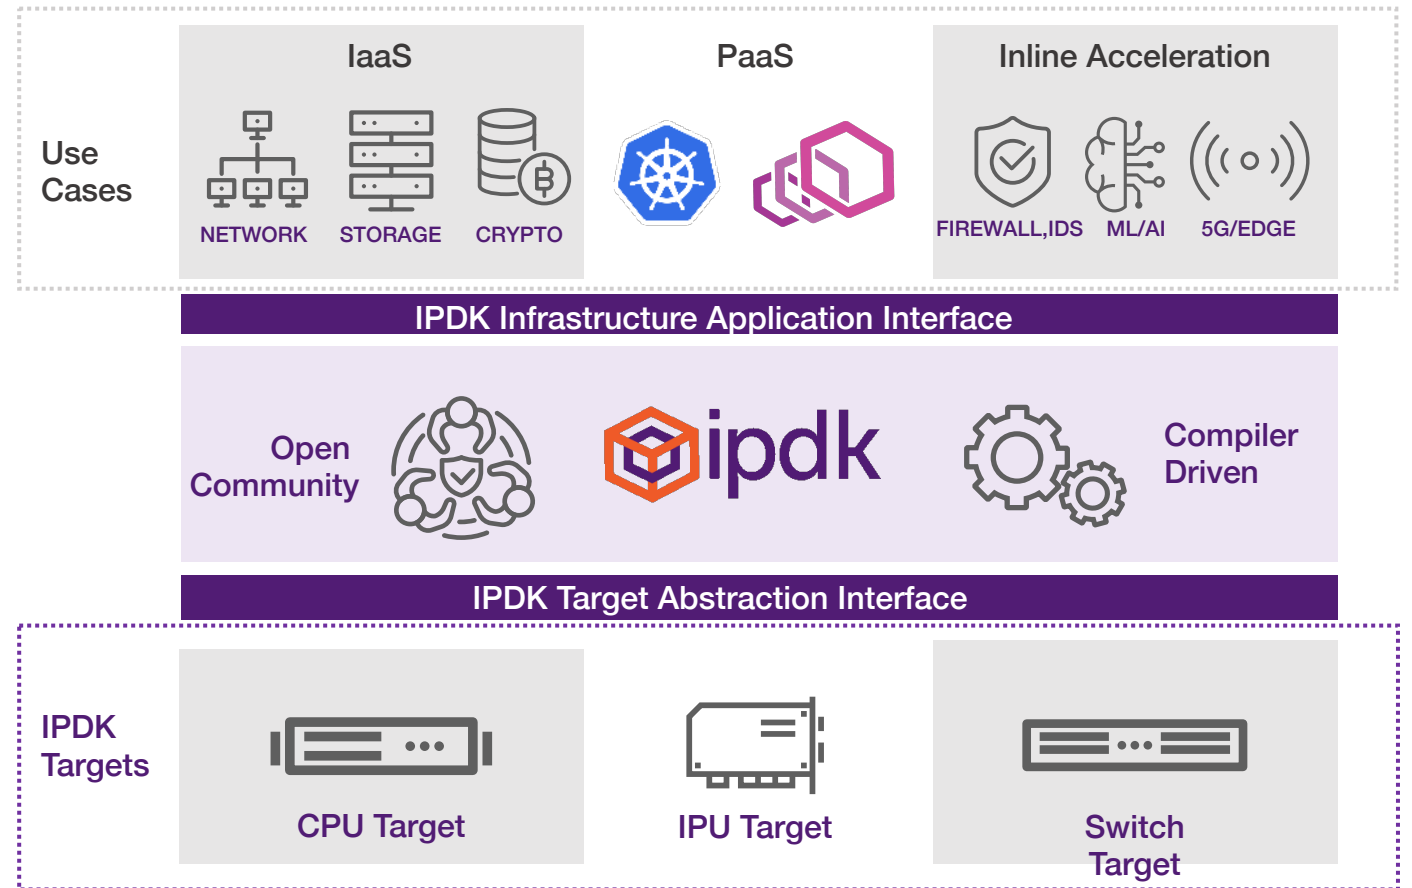 IaaS
PaaS
Inline Acceleration
Use
Cases
NETWORK
STORAGE
CRYPTO
FIREWALL,IDS
ML/AI
5G/EDGE
IPDK Infrastructure Application Interface
Open
Community
ipdk
Compiler
Driven
IPDK Target Abstraction Interface
IPDK
Targets
CPU Target
IPU Target
Switch
Target